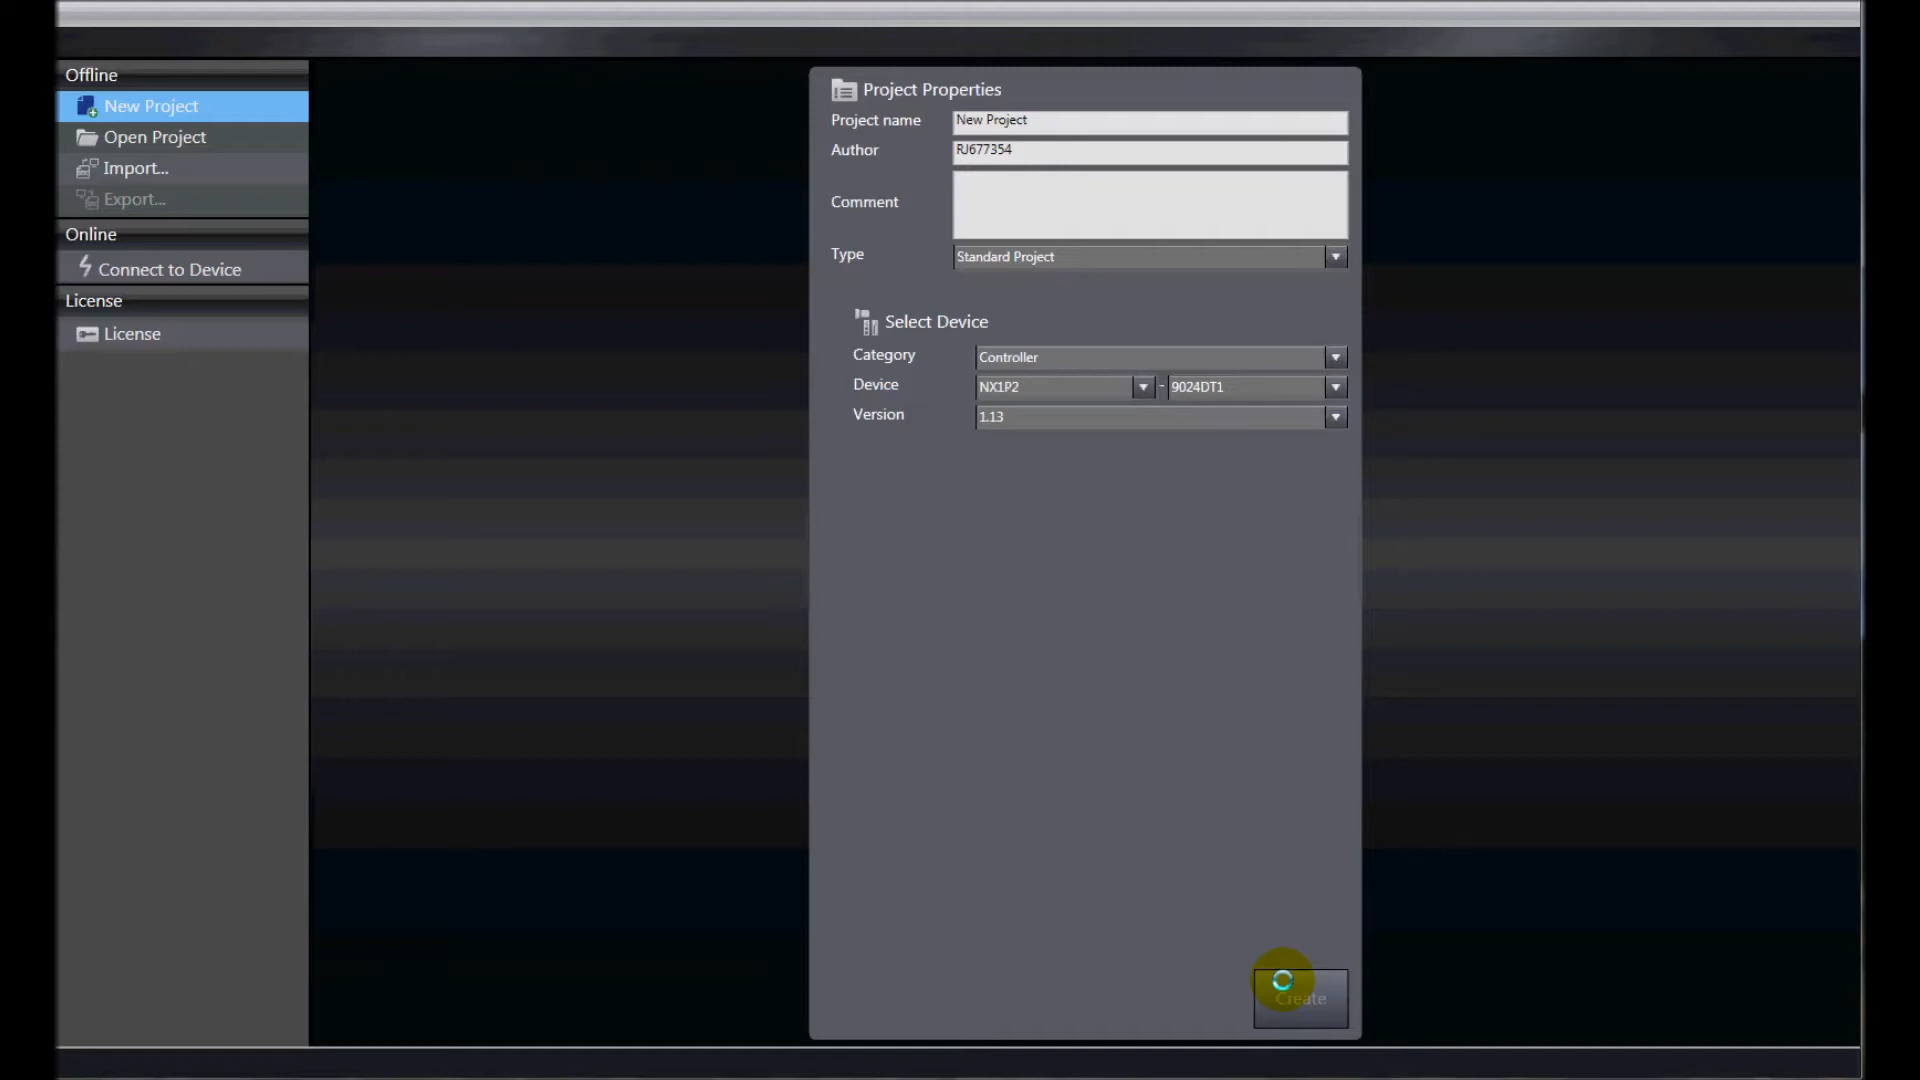 Offline
New Project
Open Project
Import...
Export...
Online
Connect to Device
License
License
Project Properties
Project name New Project
Author RJ677354
Comment
Type Standard Project
Select Device
Category Controller
Device NX1P2 - 9024DT1
Version 1.13
Create